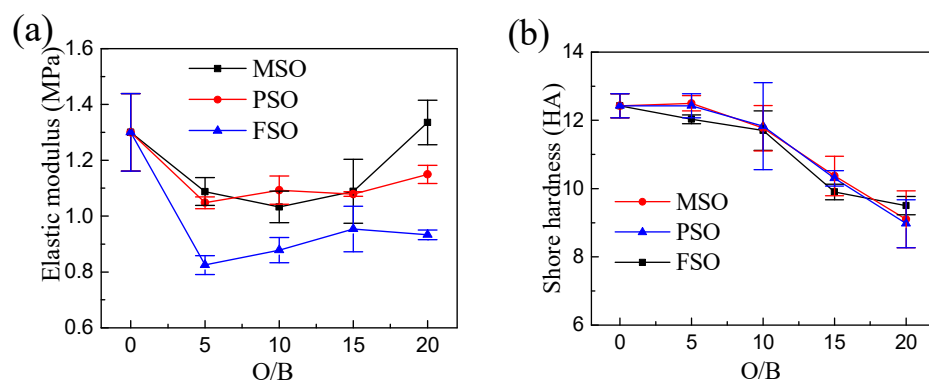 (a)
Elastic modulus (MPa)
1.6
1.4
1.2
1.0
0.8
0.6
MSO
PSO
FSO
0 5 10 15 20
O/B
(b)
Shore hardness (HA)
14
12
10
8
6
MSO
PSO
FSO
0 5 10 15 20
O/B